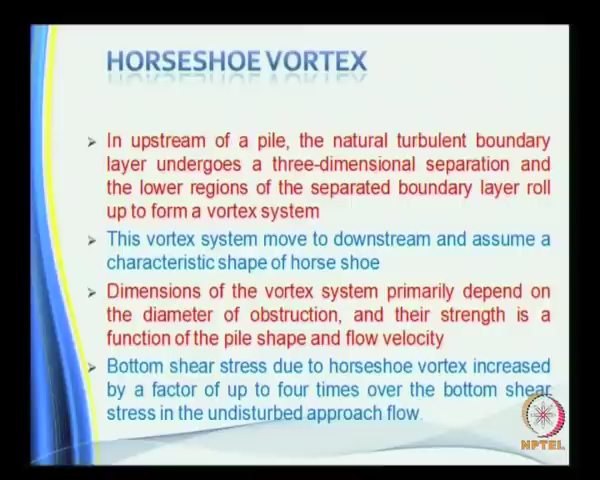 HORSESHOE VORTEX
In upstream of a pile, the natural turbulent boundary
layer undergoes a three-dimensional separation and
the lower regions of the separated boundary layer roll
up to form a vortex system
This vortex system move to downstream and assume a
characteristic shape of horse shoe
Dimensions of the vortex system primarily depend on
the diameter of obstruction, and their strength is a
function of the pile shape and flow velocity
Bottom shear stress due to horseshoe vortex increased
by a factor of up to four times over the bottom shear
stress in the undisturbed approach flow.
NPTEL